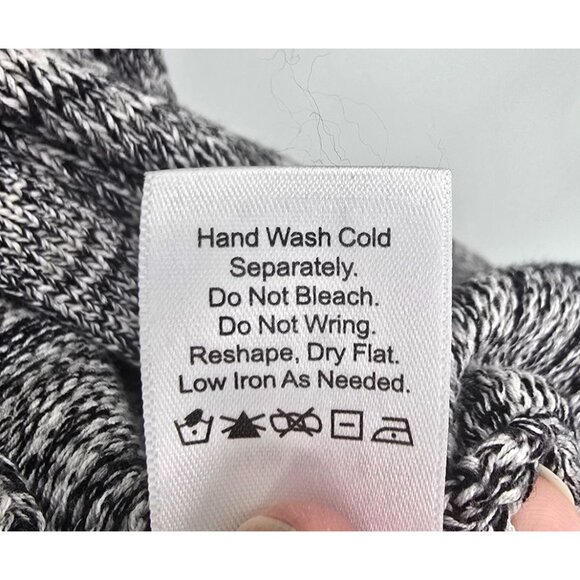 Hand Wash Cold
Separately.
Do Not Bleach.
Do Not Wring.
Reshape, Dry Flat.
Low Iron As Needed.